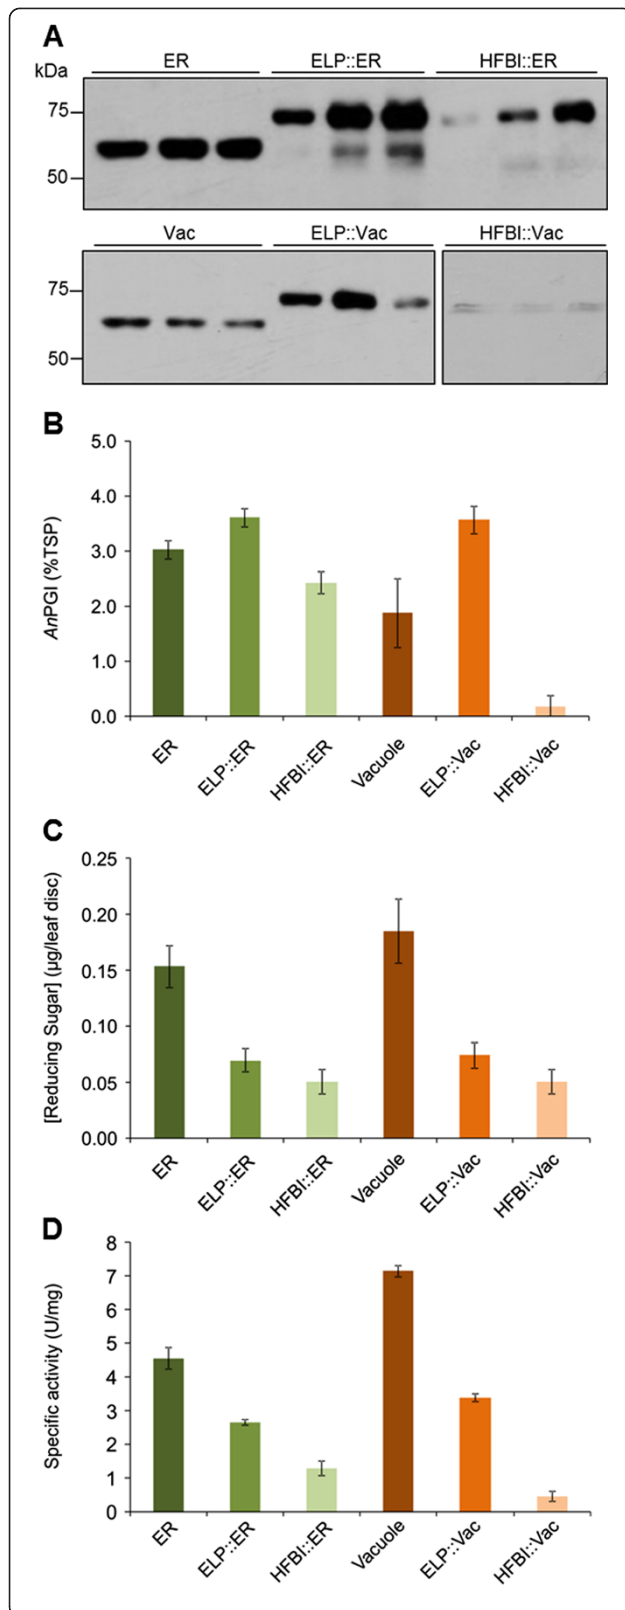 A
kDa
ER ELP::ER HFBI::ER
75
50
Vac ELP::Vac HFBI::Vac
75
50
B
AnPGI (%TSP)
5.0
4.0
3.0
2.0
1.0
0.0
ER ELP::ER HFBI::ER Vacuole ELP::Vac HFBI::Vac
C
[Reducing Sugar] (µg/leaf disc)
0.25
0.20
0.15
0.10
0.05
0.00
ER ELP::ER HFBI::ER Vacuole ELP::Vac HFBI::Vac
D
Specific activity (U/mg)
8
7
6
5
4
3
2
1
0
ER ELP::ER HFBI::ER Vacuole ELP::Vac HFBI::Vac